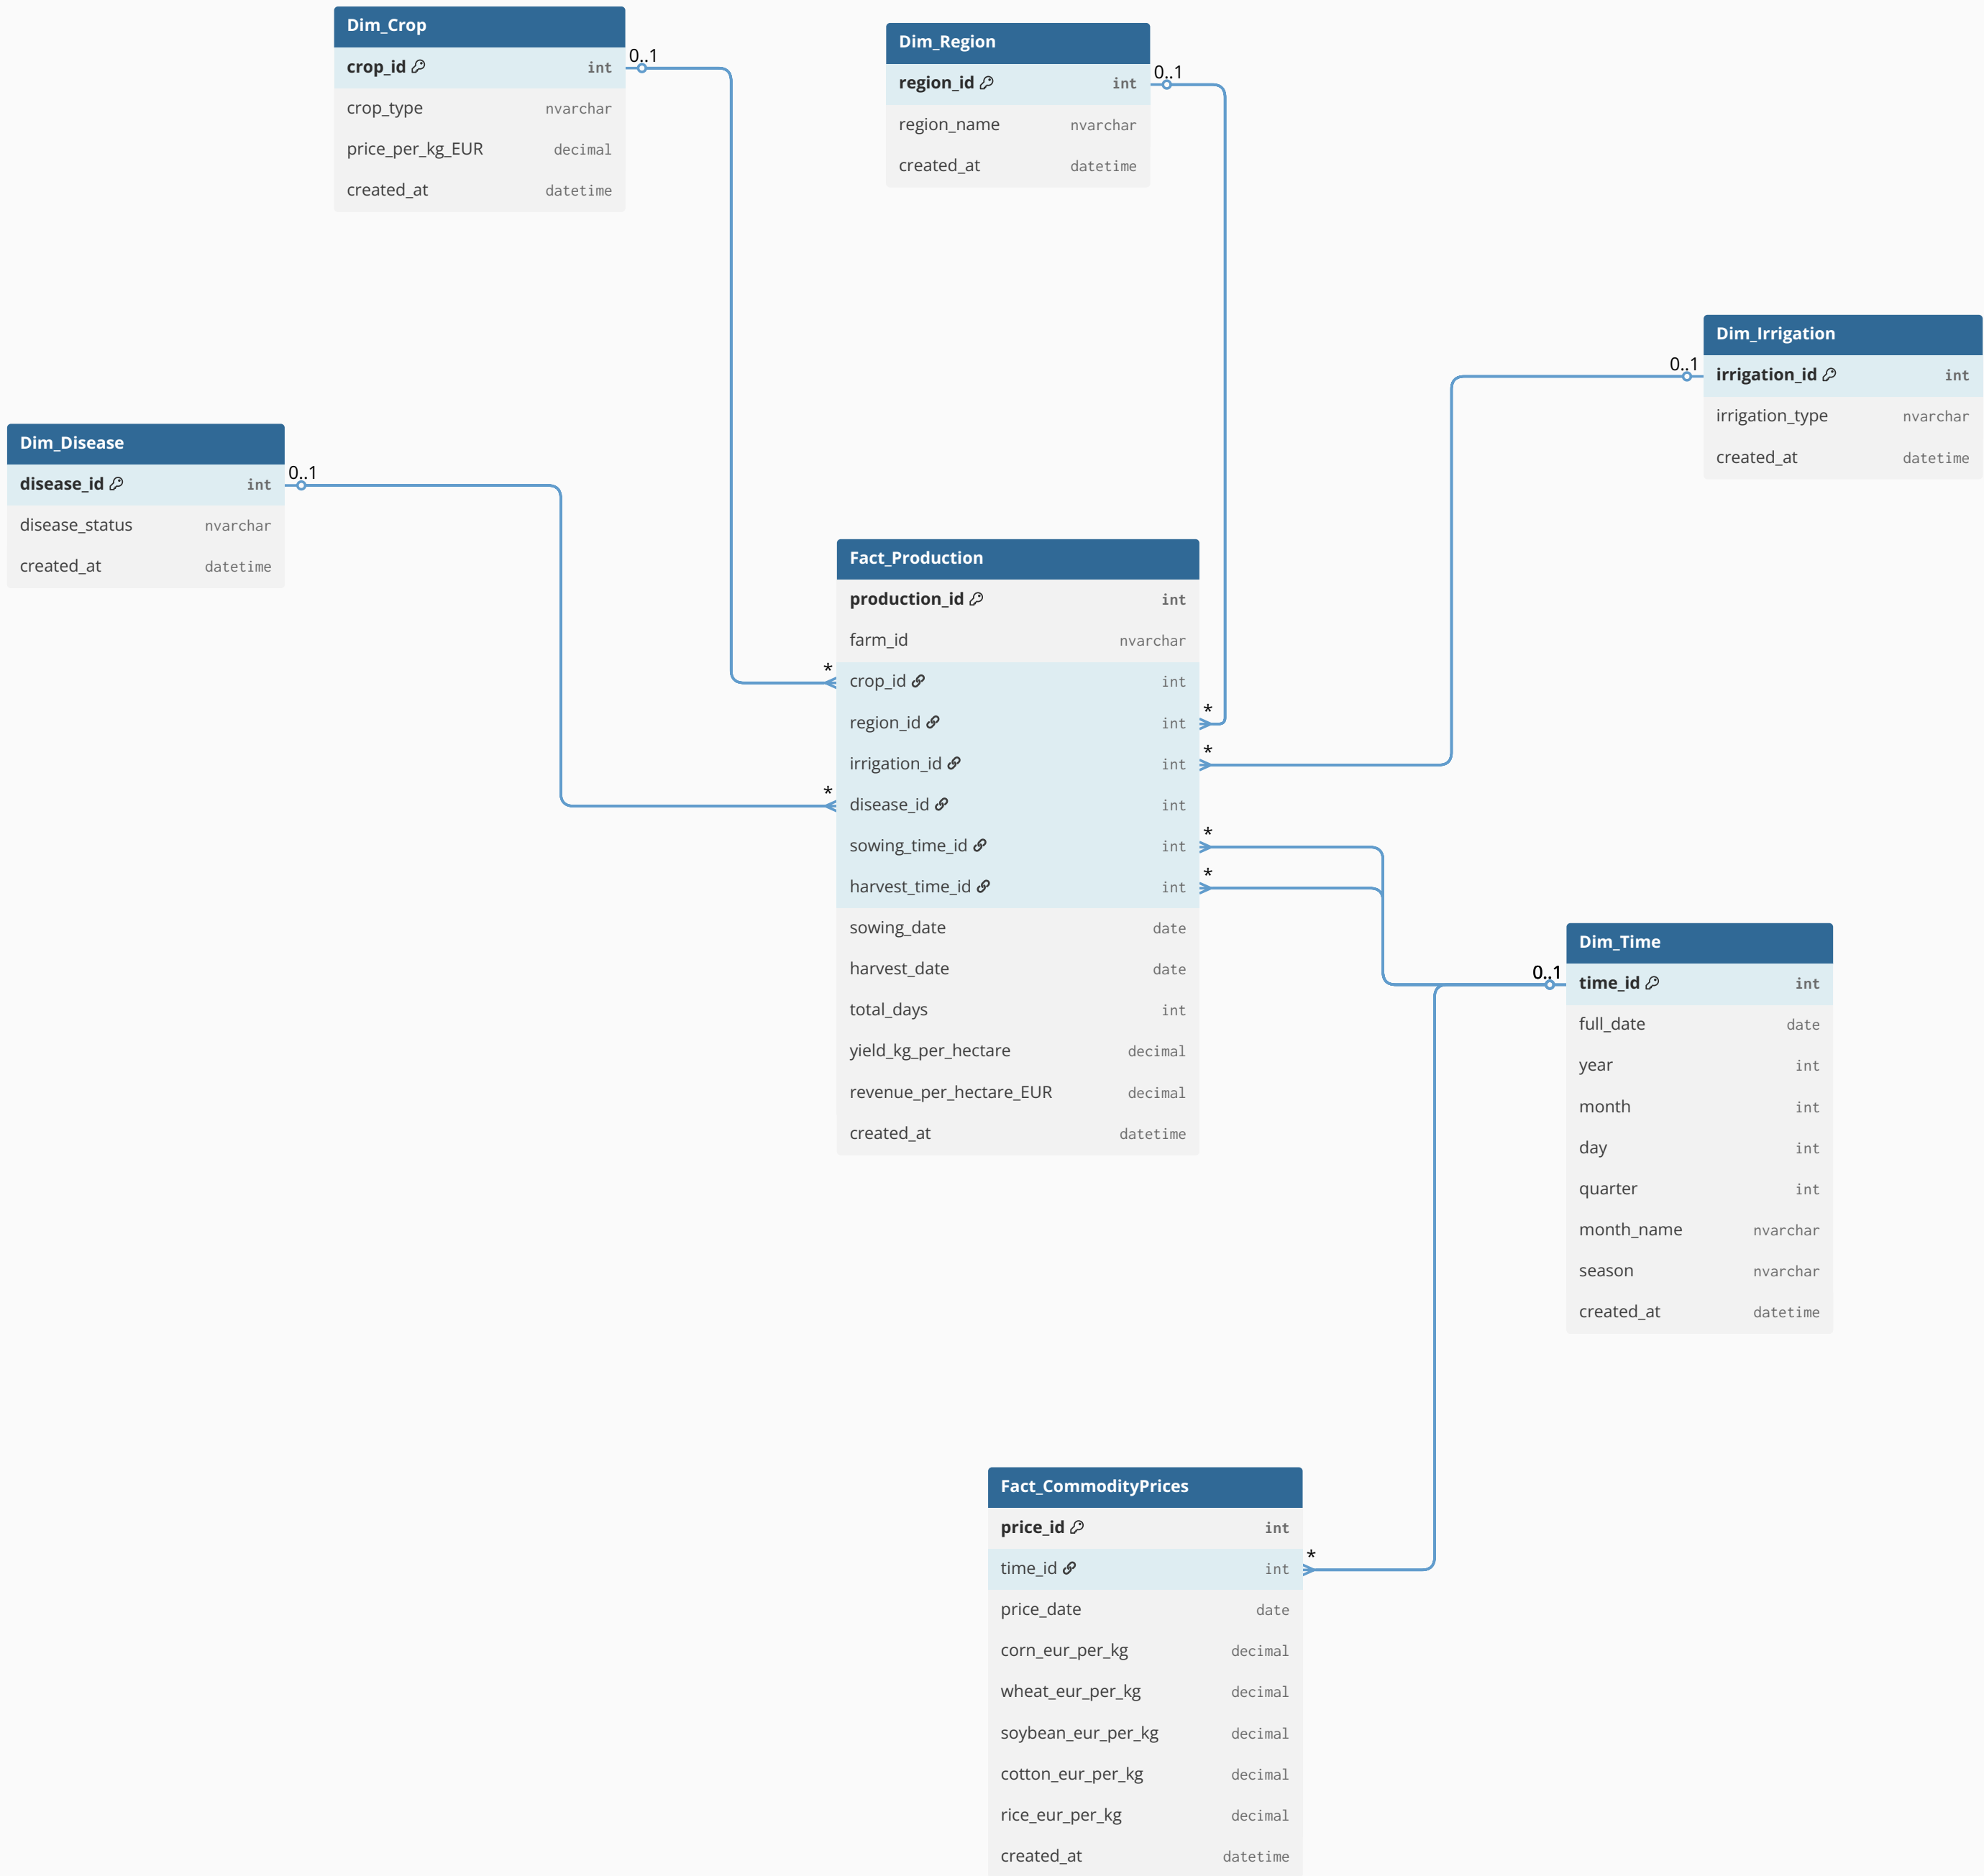 Dim_Crop
crop_id int
crop_type nvarchar
price_per_kg_EUR decimal
created_at datetime
0..1
Dim_Region
region_id int
region_name nvarchar
created_at datetime
0..1
Dim_Irrigation
irrigation_id int
irrigation_type nvarchar
created_at datetime
0..1
Dim_Disease
disease_id int
disease_status nvarchar
created_at datetime
0..1
Fact_Production
production_id int
farm_id nvarchar
* crop_id int
region_id int *
irrigation_id int *
* disease_id int
sowing_time_id int *
harvest_time_id int *
sowing_date date
harvest_date date
total_days int
yield_kg_per_hectare decimal
revenue_per_hectare_EUR decimal
created_at datetime
Dim_Time
0..1
time_id int
full_date date
year int
month int
day int
quarter int
month_name nvarchar
season nvarchar
created_at datetime
Fact_CommodityPrices
price_id int
time_id int *
price_date date
corn_eur_per_kg decimal
wheat_eur_per_kg decimal
soybean_eur_per_kg decimal
cotton_eur_per_kg decimal
rice_eur_per_kg decimal
created_at datetime